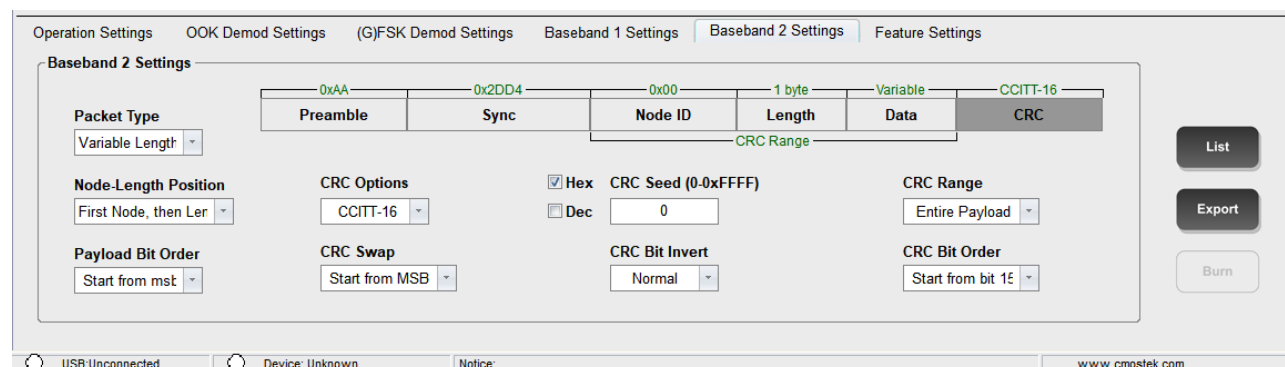 Operation Settings OOK Demod Settings (G)FSK Demod Settings Baseband 1 Settings Baseband 2 Settings Feature Settings
Baseband 2 Settings
0xAA 0x2DD4 0x00 1 byte Variable CCITT-16
Preamble Sync Node ID Length Data CRC
CRC Range
Packet Type
Variable Length
Node-Length Position CRC Options Hex CRC Seed (0-0xFFFF) CRC Range
First Node, then Ler CCITT-16 Dec 0 Entire Payload
Payload Bit Order CRC Swap CRC Bit Invert CRC Bit Order
Start from msb Start from MSB Normal Start from bit 15
List
Export
Burn
USB:Unconnected Device: Unknown Notice: www.cmostek.com